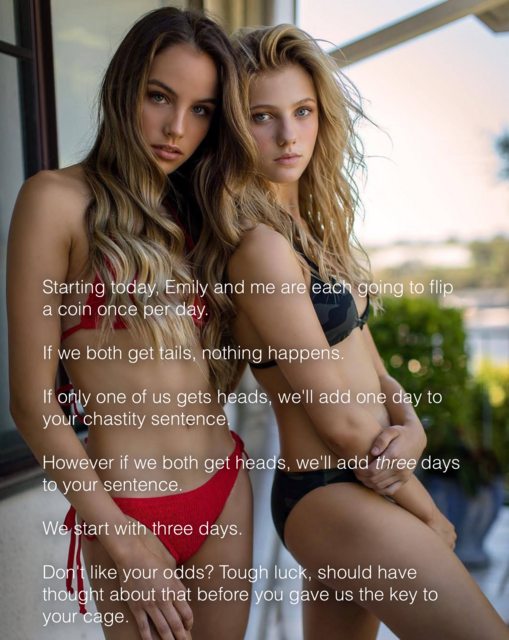 Starting today, Emily and me are each going to flip
a coin once per day.
If we both get tails, nothing happens.
If only one of us gets heads, we'll add one day to
your chastity sentence.
However if we both get heads, we'll add three days
to your sentence.
We start with three days.
Don't like your odds? Tough luck, should have
thought about that before you gave us the key to
your cage.